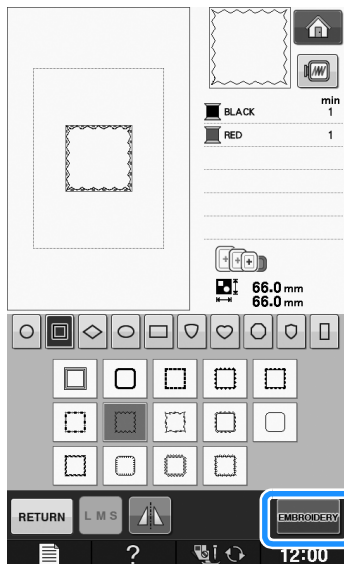 min
BLACK 1
RED 1
66.0 mm
66.0 mm
RETURN
L M S
EMBROIDERY
?
12:00